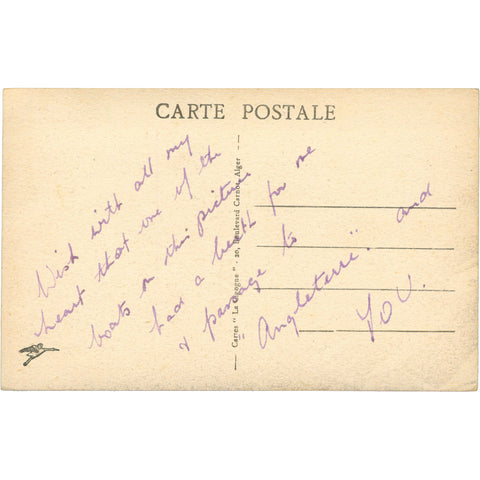 CARTE POSTALE
Wish with all my
heart that one of the
boats on this picture
had a berth for me
& passage to
"Angleterre". and
YOU.
Cartes "La Cigogne" - 20, Boulevard Carnot, Alger